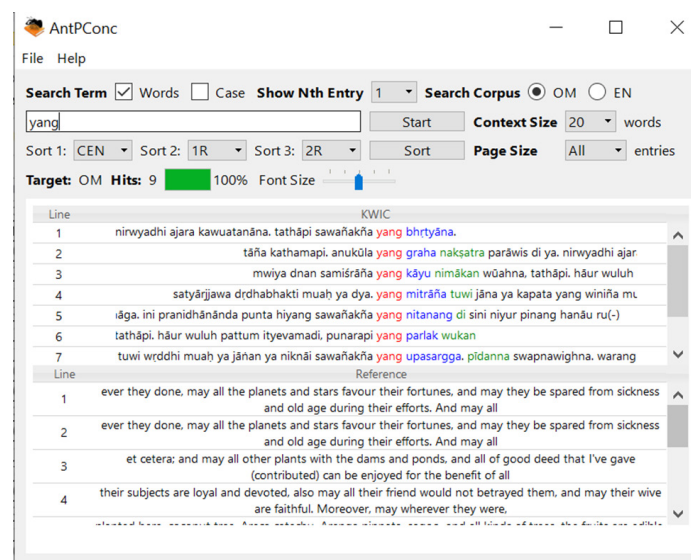 AntPConc
File Help
Search Term Words Case Show Nth Entry 1 Search Corpus OM EN
yang Start Context Size 20 words
Sort 1: CEN Sort 2: 1R Sort 3: 2R Sort Page Size All entries
Target: OM Hits: 9 100% Font Size
Line KWIC
1 nirwyadhi ajara kawuatanāna. tathāpi sawañakña yang bhṛtyāna.
2 tāña kathamapi. anukūla yang graha nakṣatra parāwis di ya. nirwyadhi ajar
3 mwiya dnan samiśrāña yang kāyu nimākan wūahna, tathāpi. hāur wuluh
4 satyārjjawa dṛdhabhakti muaḥ ya dya. yang mitrāña tuwi jāna ya kapata yang winiña mu
5 āga. ini pranidhānānda punta hiyang sawañakña yang nitanang di sini niyur pinang hanāu ru(-)
6 tathāpi. hāur wuluh pattum ityevamadi, punarapi yang parlak wukan
7 tuwi wṛddhi muaḥ ya jāṅan ya niknāi sawañakña yang upasargga. pīdanna swapnawighna. warang
Line Reference
1 ever they done, may all the planets and stars favour their fortunes, and may they be spared from sickness
and old age during their efforts. And may all
2 ever they done, may all the planets and stars favour their fortunes, and may they be spared from sickness
and old age during their efforts. And may all
3 et cetera; and may all other plants with the dams and ponds, and all of good deed that I've gave
(contributed) can be enjoyed for the benefit of all
4 their subjects are loyal and devoted, also may all their friend would not betrayed them, and may their wive
are faithful. Moreover, may wherever they were,